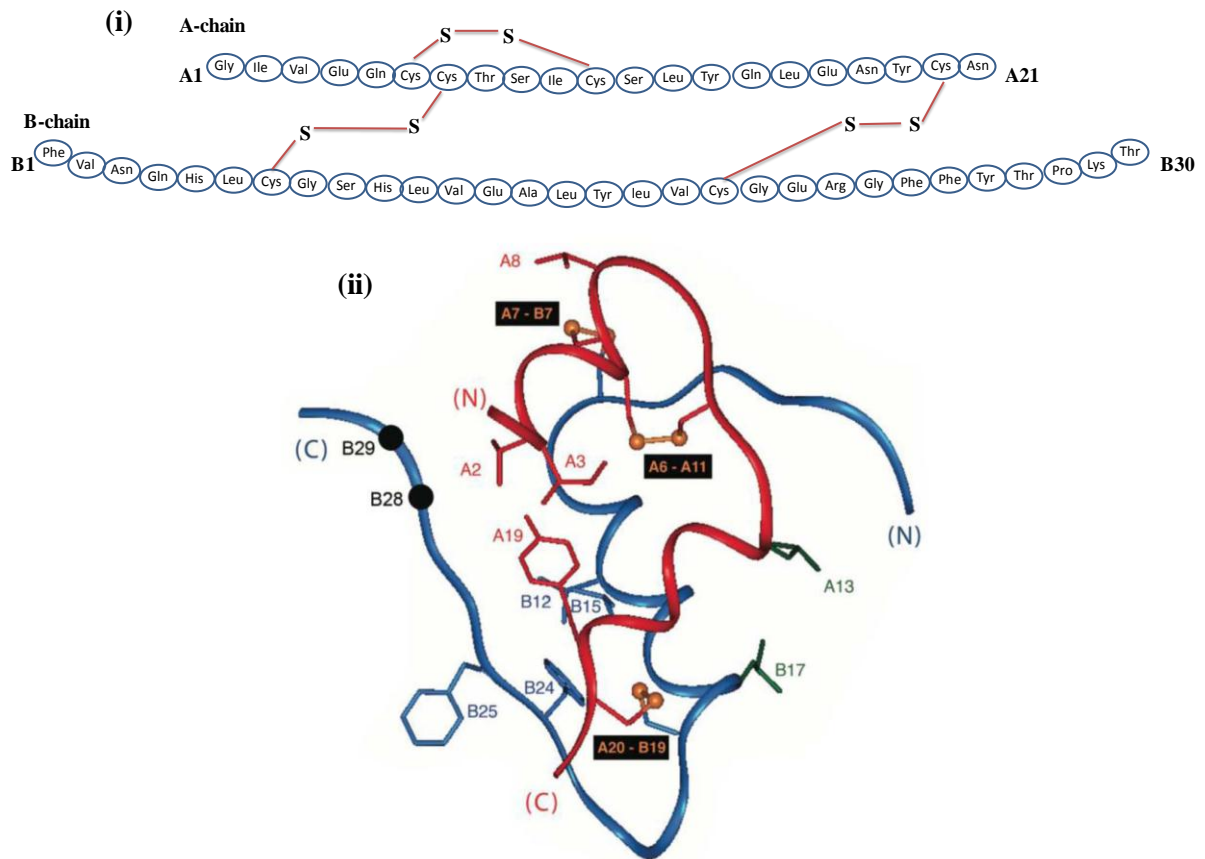 (i)
A-chain
S S
A1 Gly Ile Val Glu Gln Cys Cys Thr Ser Ile Cys Ser Leu Tyr Gln Leu Glu Asn Tyr Cys Asn A21
S S S S
B-chain
B1 Phe Val Asn Gln His Leu Cys Gly Ser His Leu Val Glu Ala Leu Tyr leu Val Cys Gly Glu Arg Gly Phe Phe Tyr Thr Pro Lys Thr B30
(ii)
A8
A7 - B7
(N)
(C)
B29
A2
A3
A6 - A11
B28
(N)
A19
A13
B12
B15
B17
B24
B25
A20 - B19
(C)